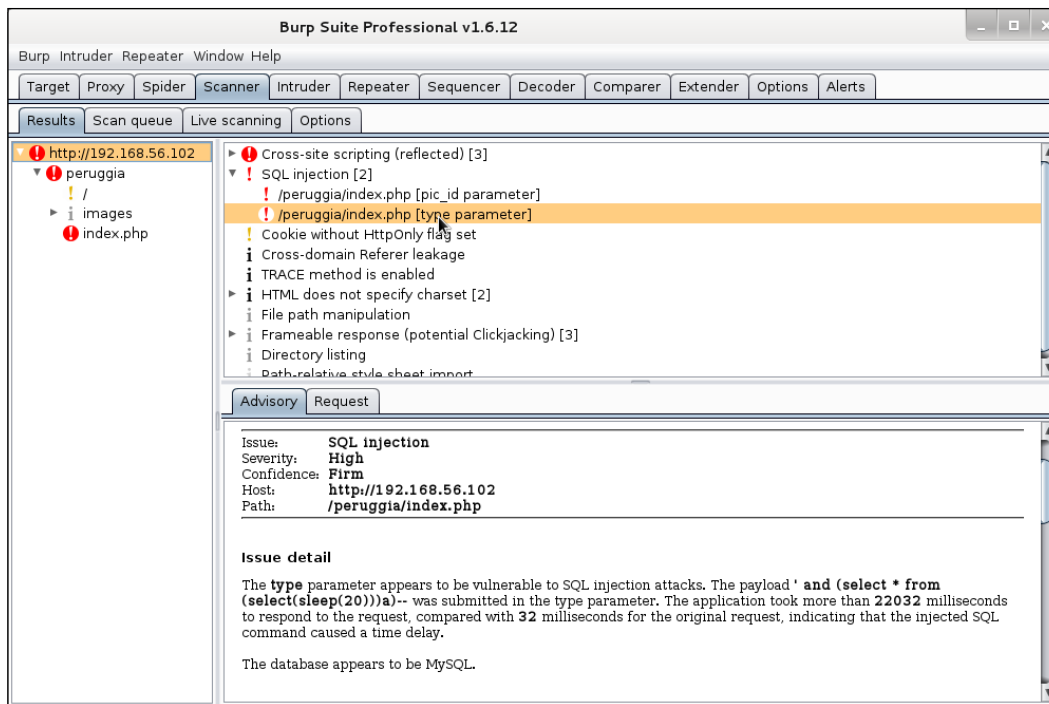 Burp Suite Professional v1.6.12
Burp Intruder Repeater Window Help
Target Proxy Spider Scanner Intruder Repeater Sequencer Decoder Comparer Extender Options Alerts
Results Scan queue Live scanning Options
http://192.168.56.102
peruggia
/
images
index.php
Cross-site scripting (reflected) [3]
SQL injection [2]
/peruggia/index.php [pic_id parameter]
/peruggia/index.php [type parameter]
Cookie without HttpOnly flag set
Cross-domain Referer leakage
TRACE method is enabled
HTML does not specify charset [2]
File path manipulation
Frameable response (potential Clickjacking) [3]
Directory listing
Path-relative style sheet import
Advisory Request
Issue: SQL injection
Severity: High
Confidence: Firm
Host: http://192.168.56.102
Path: /peruggia/index.php
Issue detail
The type parameter appears to be vulnerable to SQL injection attacks. The payload ' and (select * from
(select(sleep(20)))a)-- was submitted in the type parameter. The application took more than 22032 milliseconds
to respond to the request, compared with 32 milliseconds for the original request, indicating that the injected SQL
command caused a time delay.
The database appears to be MySQL.